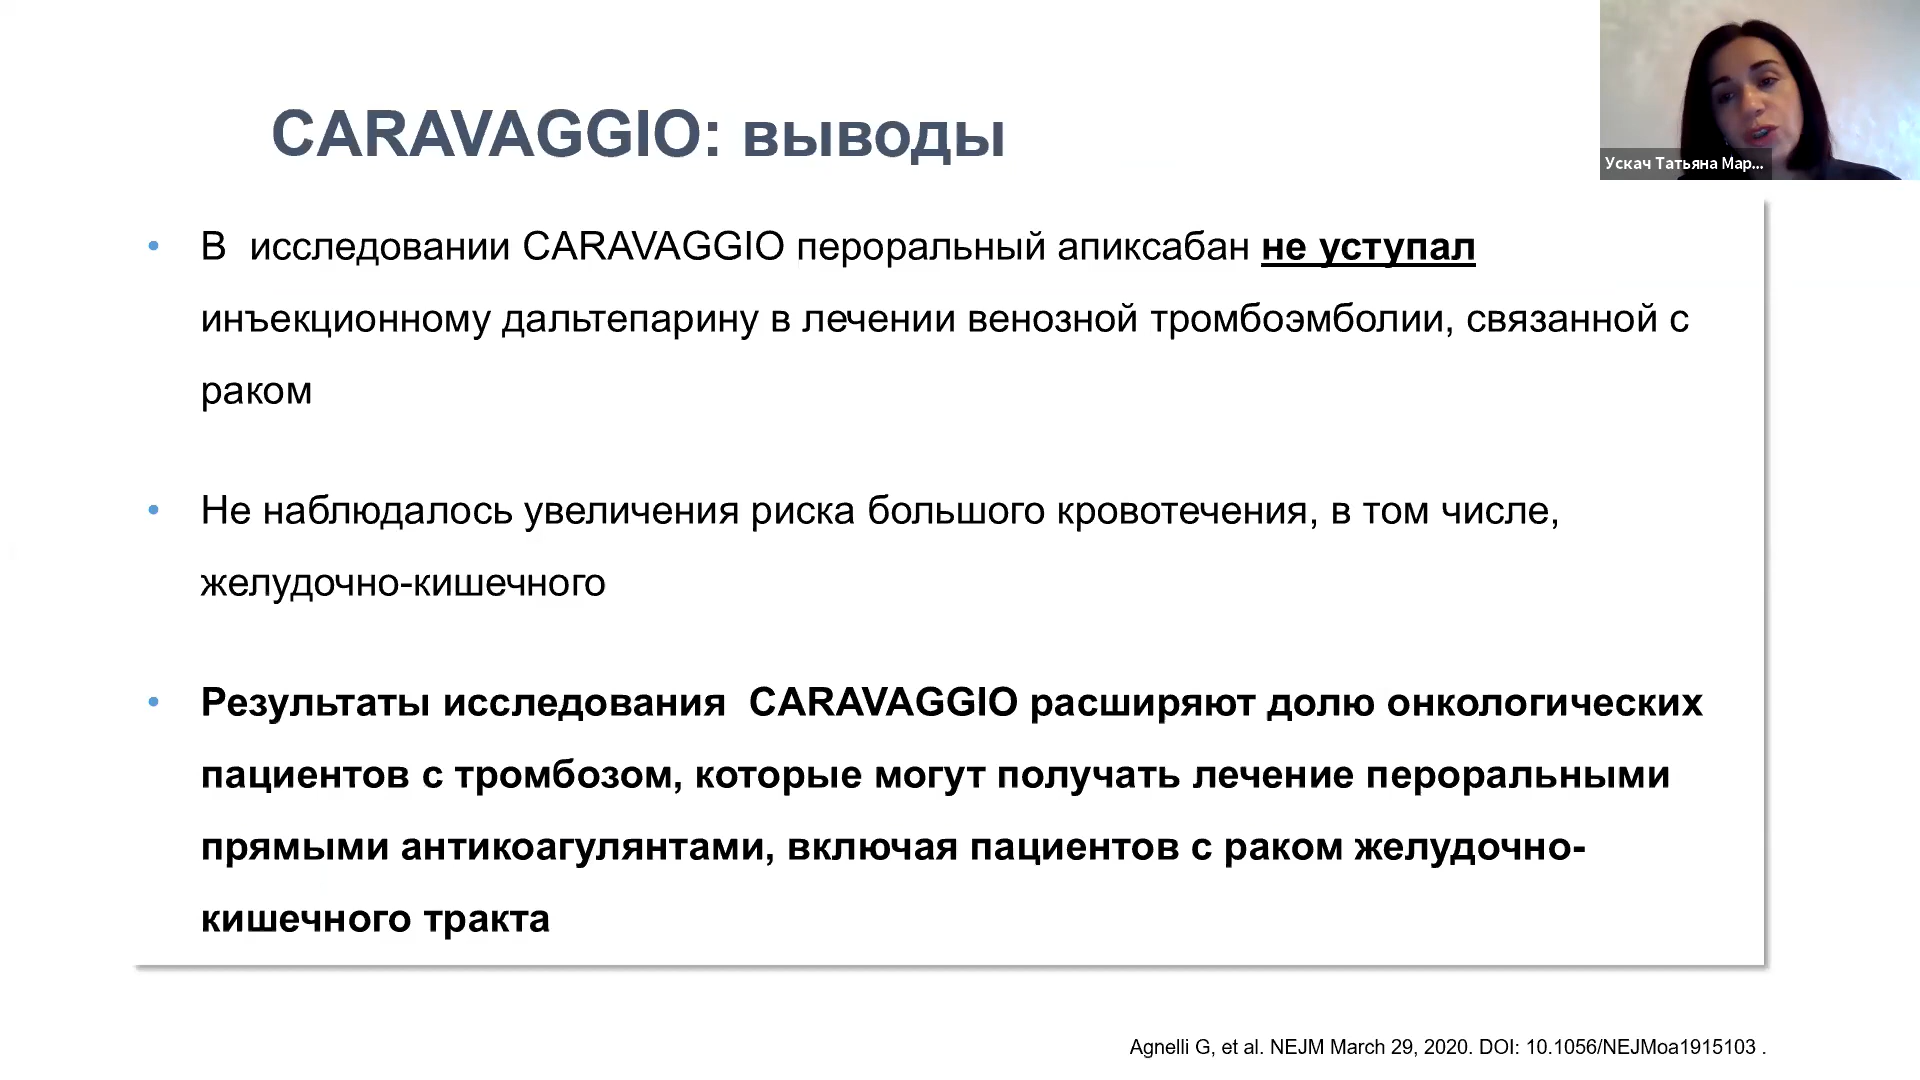 CARAVAGGIO: выводы
Ускач Татьяна Мар...
• В исследовании CARAVAGGIO пероральный апиксабан не уступал
инъекционному дальтепарину в лечении венозной тромбоэмболии, связанной с
раком
• Не наблюдалось увеличения риска большого кровотечения, в том числе,
желудочно-кишечного
• Результаты исследования CARAVAGGIO расширяют долю онкологических
пациентов с тромбозом, которые могут получать лечение пероральными
прямыми антикоагулянтами, включая пациентов с раком желудочно-
кишечного тракта
Agnelli G, et al. NEJM March 29, 2020. DOI: 10.1056/NEJMoa1915103 .